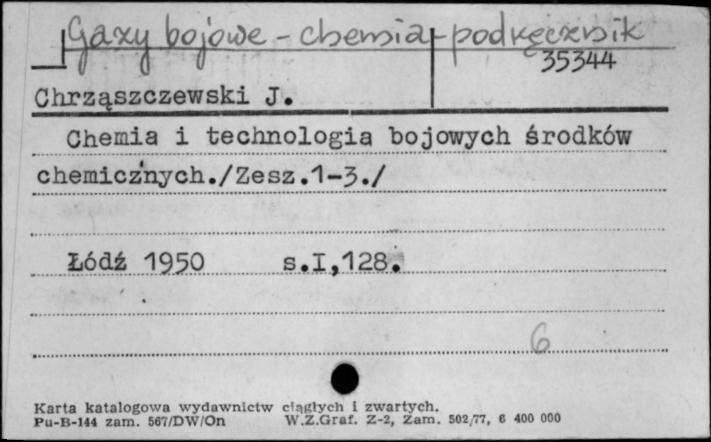 Gazy bojowe - chemia - podręcznik
35344
Chrząszczewski J.
Chemia i technologia bojowych środków
chemicznych./Zesz.1-3./
Łódź 1950 s.I,128.
6
Karta katalogowa wydawnictw ciągłych i zwartych.
Pu-B-144 zam. 567/DW/On W.Z.Graf. Z-2, Zam. 502/77, 6 400 000